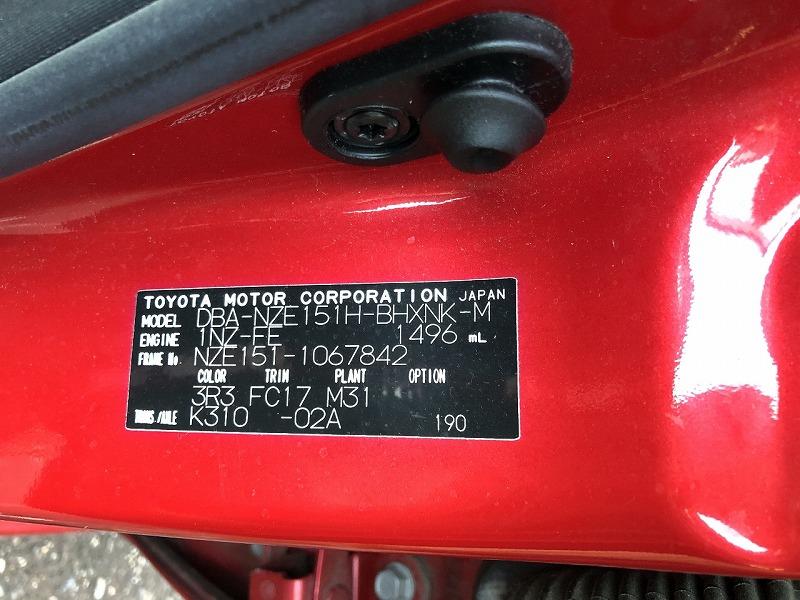 TOYOTA MOTOR CORPORATION JAPAN
MODEL DBA-NZE151H-BHXNK-M
ENGINE 1NZ-FE 1496 mL
FRAME No. NZE151-1067842
COLOR TRIM PLANT OPTION
3R3 FC17 M31
TRANS./AXLE K310 -02A 190